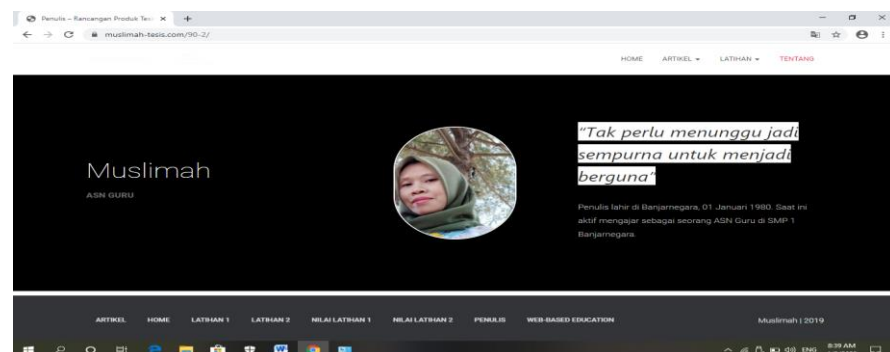 Penulis – Rancangan Produk Tesi
muslimah-tesis.com/90-2/
HOME ARTIKEL LATIHAN TENTANG
Muslimah
ASN GURU
"Tak perlu menunggu jadi
sempurna untuk menjadi
berguna"
Penulis lahir di Banjarnegara, 01 Januari 1980. Saat ini
aktif mengajar sebagai seorang ASN Guru di SMP 1
Banjarnegara.
ARTIKEL HOME LATIHAN 1 LATIHAN 2 NILAI LATIHAN 1 NILAI LATIHAN 2 PENULIS WEB-BASED EDUCATION Muslimah | 2019
ENG 8:39 AM